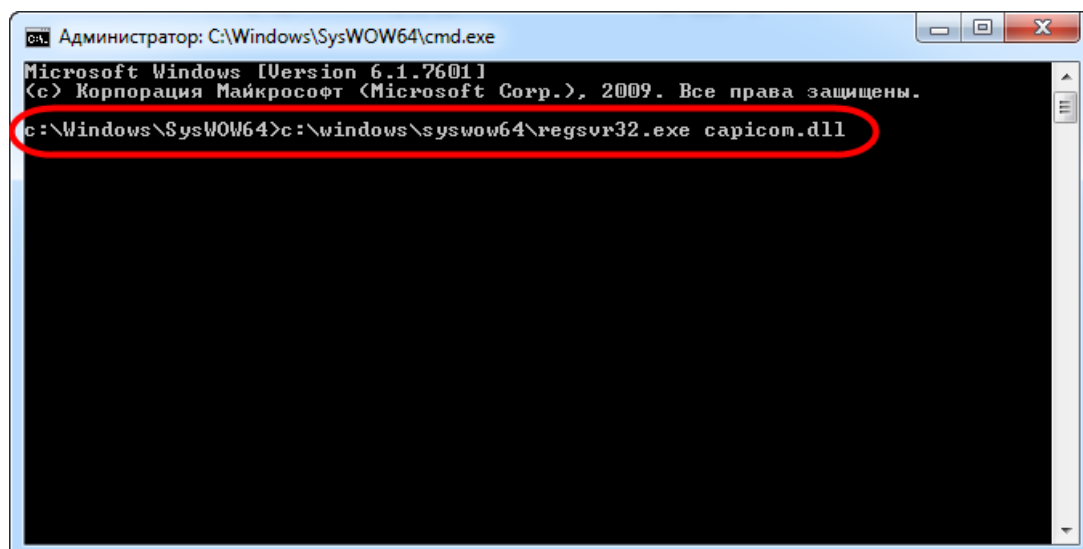 Администратор: C:\Windows\SysWOW64\cmd.exe
Microsoft Windows [Version 6.1.7601]
(c) Корпорация Майкрософт (Microsoft Corp.), 2009. Все права защищены.
c:\Windows\SysWOW64>c:\windows\syswow64\regsvr32.exe capicom.dll